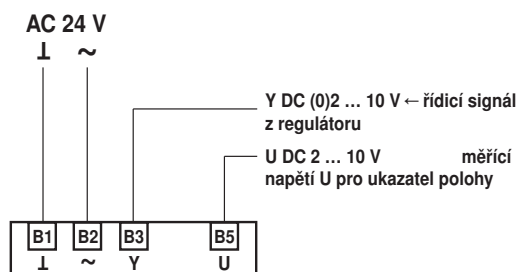 AC 24 V
⊥ ~
Y DC (0)2 … 10 V ← řídicí signál
z regulátoru
U DC 2 … 10 V měřící
napětí U pro ukazatel polohy
B1 B2 B3 B5
⊥ ~ Y U